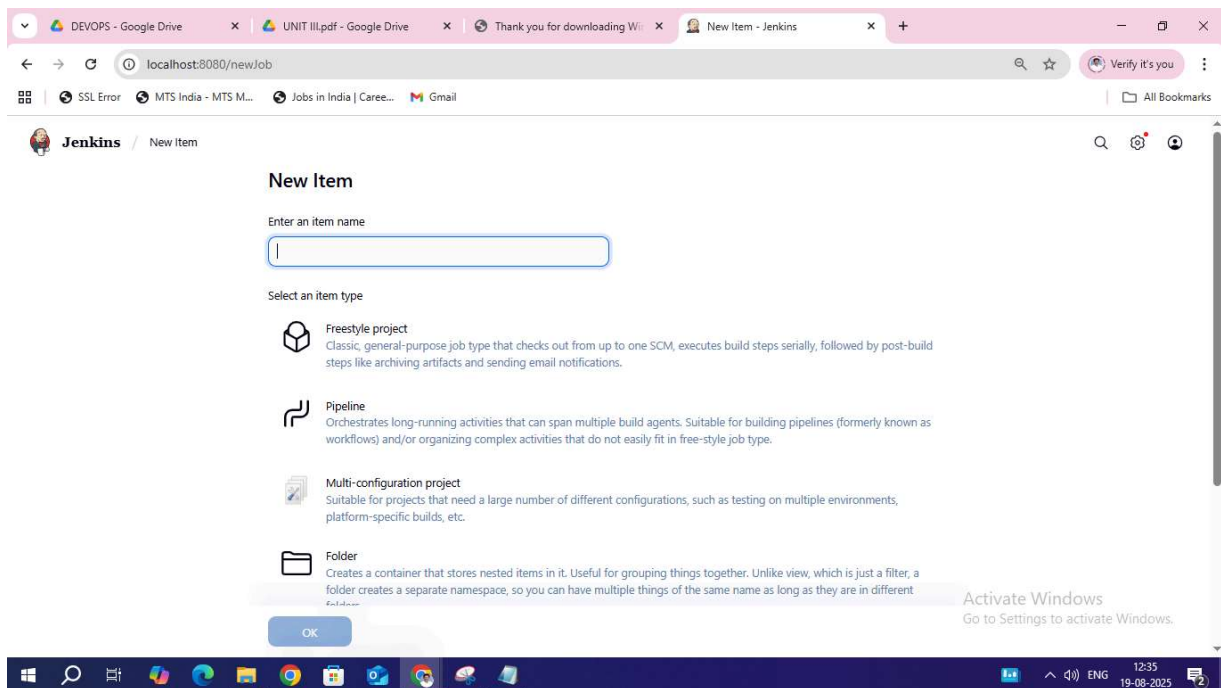 DEVOPS - Google Drive
UNIT III.pdf - Google Drive
Thank you for downloading Wi
New Item - Jenkins
localhost:8080/newJob
Verify it's you
SSL Error
MTS India - MTS M...
Jobs in India | Caree...
Gmail
All Bookmarks
Jenkins / New Item
New Item
Enter an item name
Select an item type
Freestyle project
Classic, general-purpose job type that checks out from up to one SCM, executes build steps serially, followed by post-build
steps like archiving artifacts and sending email notifications.
Pipeline
Orchestrates long-running activities that can span multiple build agents. Suitable for building pipelines (formerly known as
workflows) and/or organizing complex activities that do not easily fit in free-style job type.
Multi-configuration project
Suitable for projects that need a large number of different configurations, such as testing on multiple environments,
platform-specific builds, etc.
Folder
Creates a container that stores nested items in it. Useful for grouping things together. Unlike view, which is just a filter, a
folder creates a separate namespace, so you can have multiple things of the same name as long as they are in different
folders.
OK
Activate Windows
Go to Settings to activate Windows.
ENG
12:35
19-08-2025
2